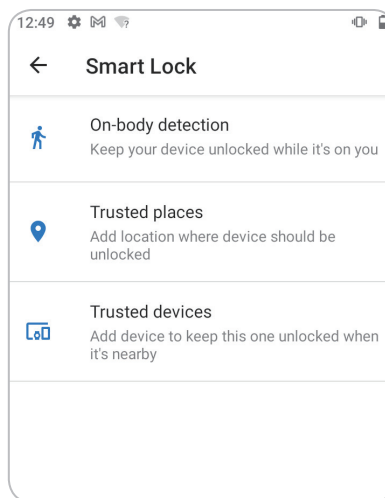 12:49
Smart Lock
On-body detection
Keep your device unlocked while it's on you
Trusted places
Add location where device should be
unlocked
Trusted devices
Add device to keep this one unlocked when
it's nearby